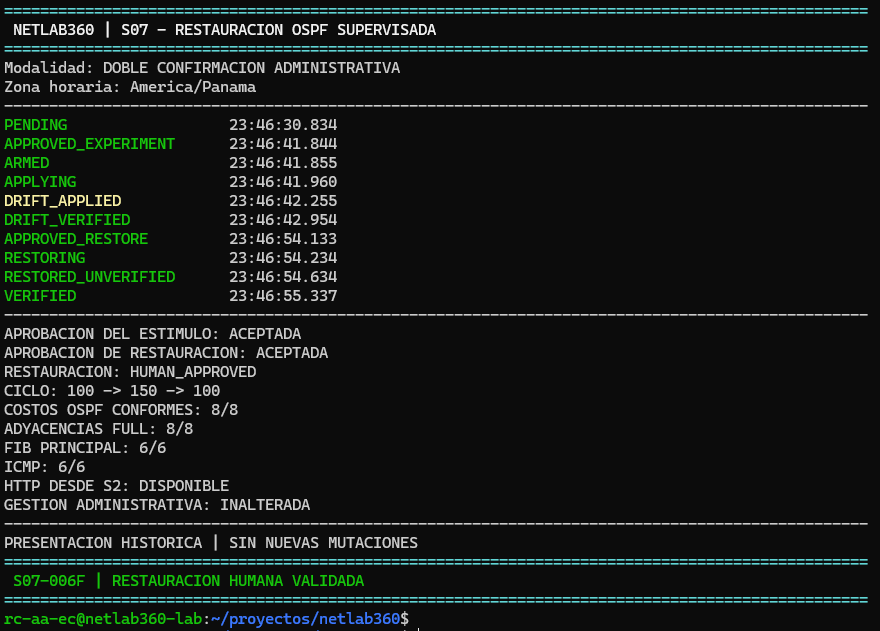 ================================================================================================
NETLAB360 | S07 - RESTAURACION OSPF SUPERVISADA
================================================================================================
Modalidad: DOBLE CONFIRMACION ADMINISTRATIVA
Zona horaria: America/Panama
------------------------------------------------------------------------------------------------
PENDING 23:46:30.834
APPROVED_EXPERIMENT 23:46:41.844
ARMED 23:46:41.855
APPLYING 23:46:41.960
DRIFT_APPLIED 23:46:42.255
DRIFT_VERIFIED 23:46:42.954
APPROVED_RESTORE 23:46:54.133
RESTORING 23:46:54.234
RESTORED_UNVERIFIED 23:46:54.634
VERIFIED 23:46:55.337
------------------------------------------------------------------------------------------------
APROBACION DEL ESTIMULO: ACEPTADA
APROBACION DE RESTAURACION: ACEPTADA
RESTAURACION: HUMAN_APPROVED
CICLO: 100 -> 150 -> 100
COSTOS OSPF CONFORMES: 8/8
ADYACENCIAS FULL: 8/8
FIB PRINCIPAL: 6/6
ICMP: 6/6
HTTP DESDE S2: DISPONIBLE
GESTION ADMINISTRATIVA: INALTERADA
------------------------------------------------------------------------------------------------
PRESENTACION HISTORICA | SIN NUEVAS MUTACIONES
================================================================================================
S07-006F | RESTAURACION HUMANA VALIDADA
================================================================================================
rc-aa-ec@netlab360-lab:~/proyectos/netlab360$